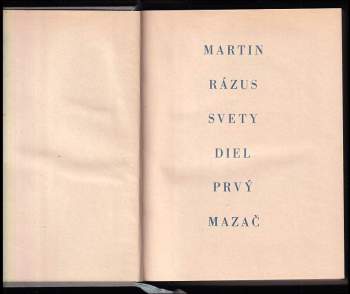 MARTIN
RÁZUS
SVETY
DIEL
PRVÝ
MAZAČ